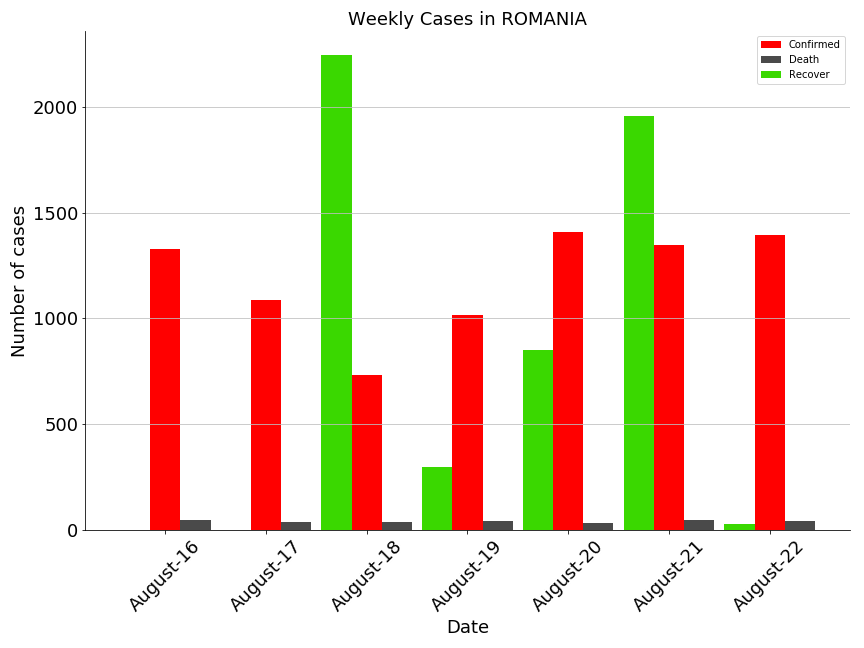 Weekly Cases in ROMANIA
Confirmed
Death
Recover
Number of cases
2000
1500
1000
500
0
August-16
August-17
August-18
August-19
August-20
August-21
August-22
Date